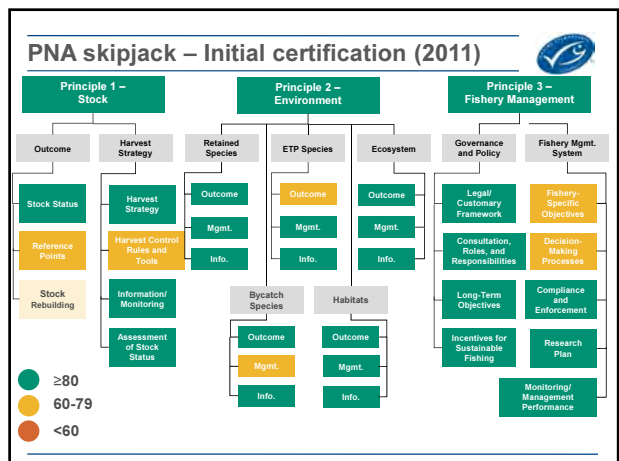 PNA skipjack – Initial certification (2011)
Principle 1 –
Stock
Principle 2 –
Environment
Principle 3 –
Fishery Management
Outcome
Harvest
Strategy
Retained
Species
ETP Species
Ecosystem
Governance
and Policy
Fishery Mgmt.
System
Stock Status
Reference
Points
Stock
Rebuilding
Harvest
Strategy
Harvest Control
Rules and
Tools
Information/
Monitoring
Assessment
of Stock
Status
Outcome
Mgmt.
Info.
Outcome
Mgmt.
Info.
Outcome
Mgmt.
Info.
Bycatch
Species
Outcome
Mgmt.
Info.
Habitats
Outcome
Mgmt.
Info.
Legal/
Customary
Framework
Consultation,
Roles, and
Responsibilities
Long-Term
Objectives
Incentives for
Sustainable
Fishing
Fishery-
Specific
Objectives
Decision-
Making
Processes
Compliance
and
Enforcement
Research
Plan
Monitoring/
Management
Performance
≥80
60-79
<60